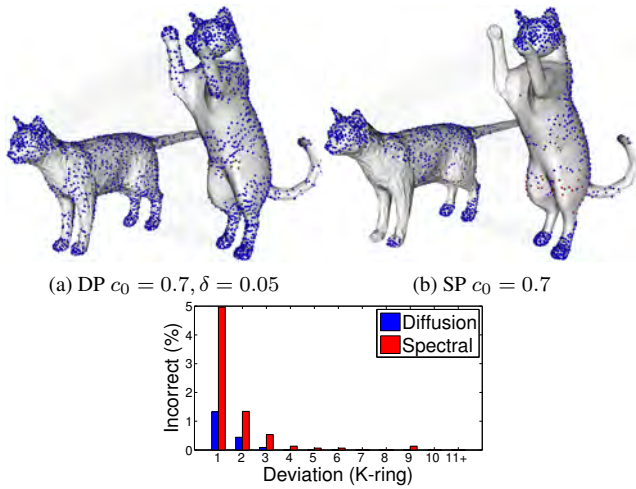 (a) DP c₀ = 0.7, δ = 0.05
(b) SP c₀ = 0.7
5
4
3
2
1
0
Incorrect (%)
Diffusion
Spectral
1 2 3 4 5 6 7 8 9 10 11+
Deviation (K-ring)